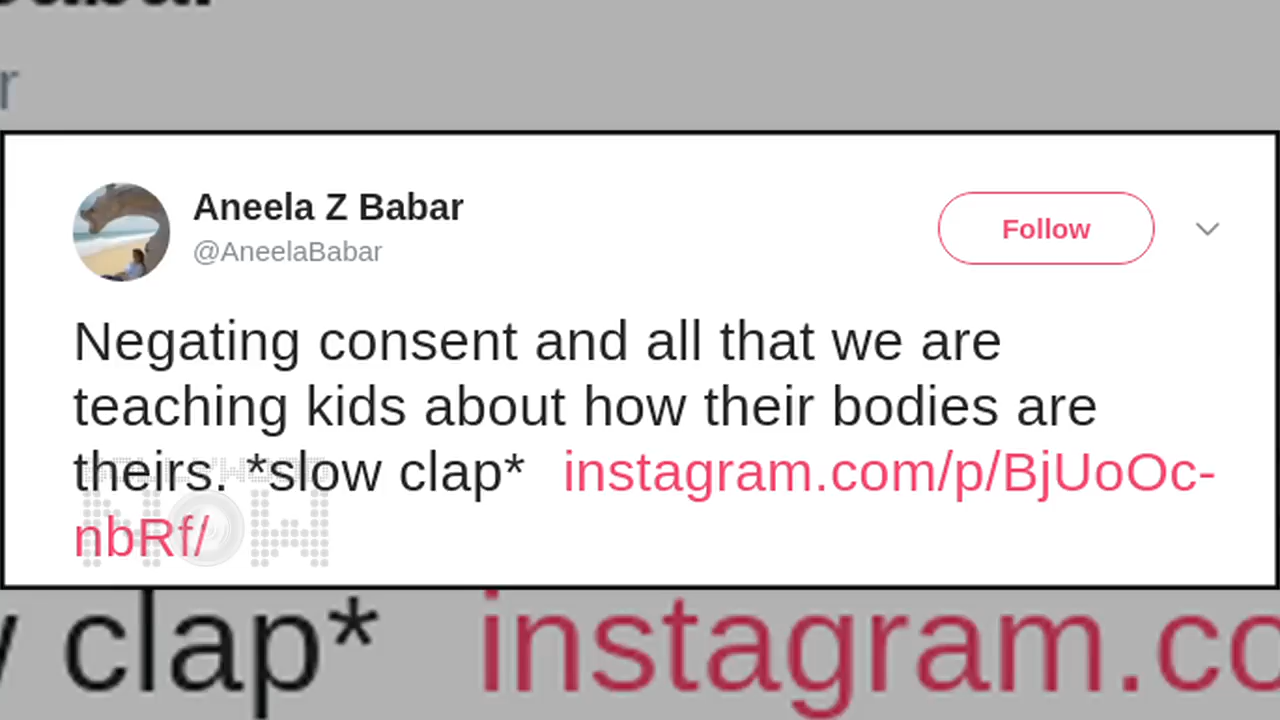 r
Aneela Z Babar
@AneelaBabar
Follow
Negating consent and all that we are
teaching kids about how their bodies are
theirs. *slow clap* instagram.com/p/BjUoOc-
nbRf/
NOW
clap* instagram.co